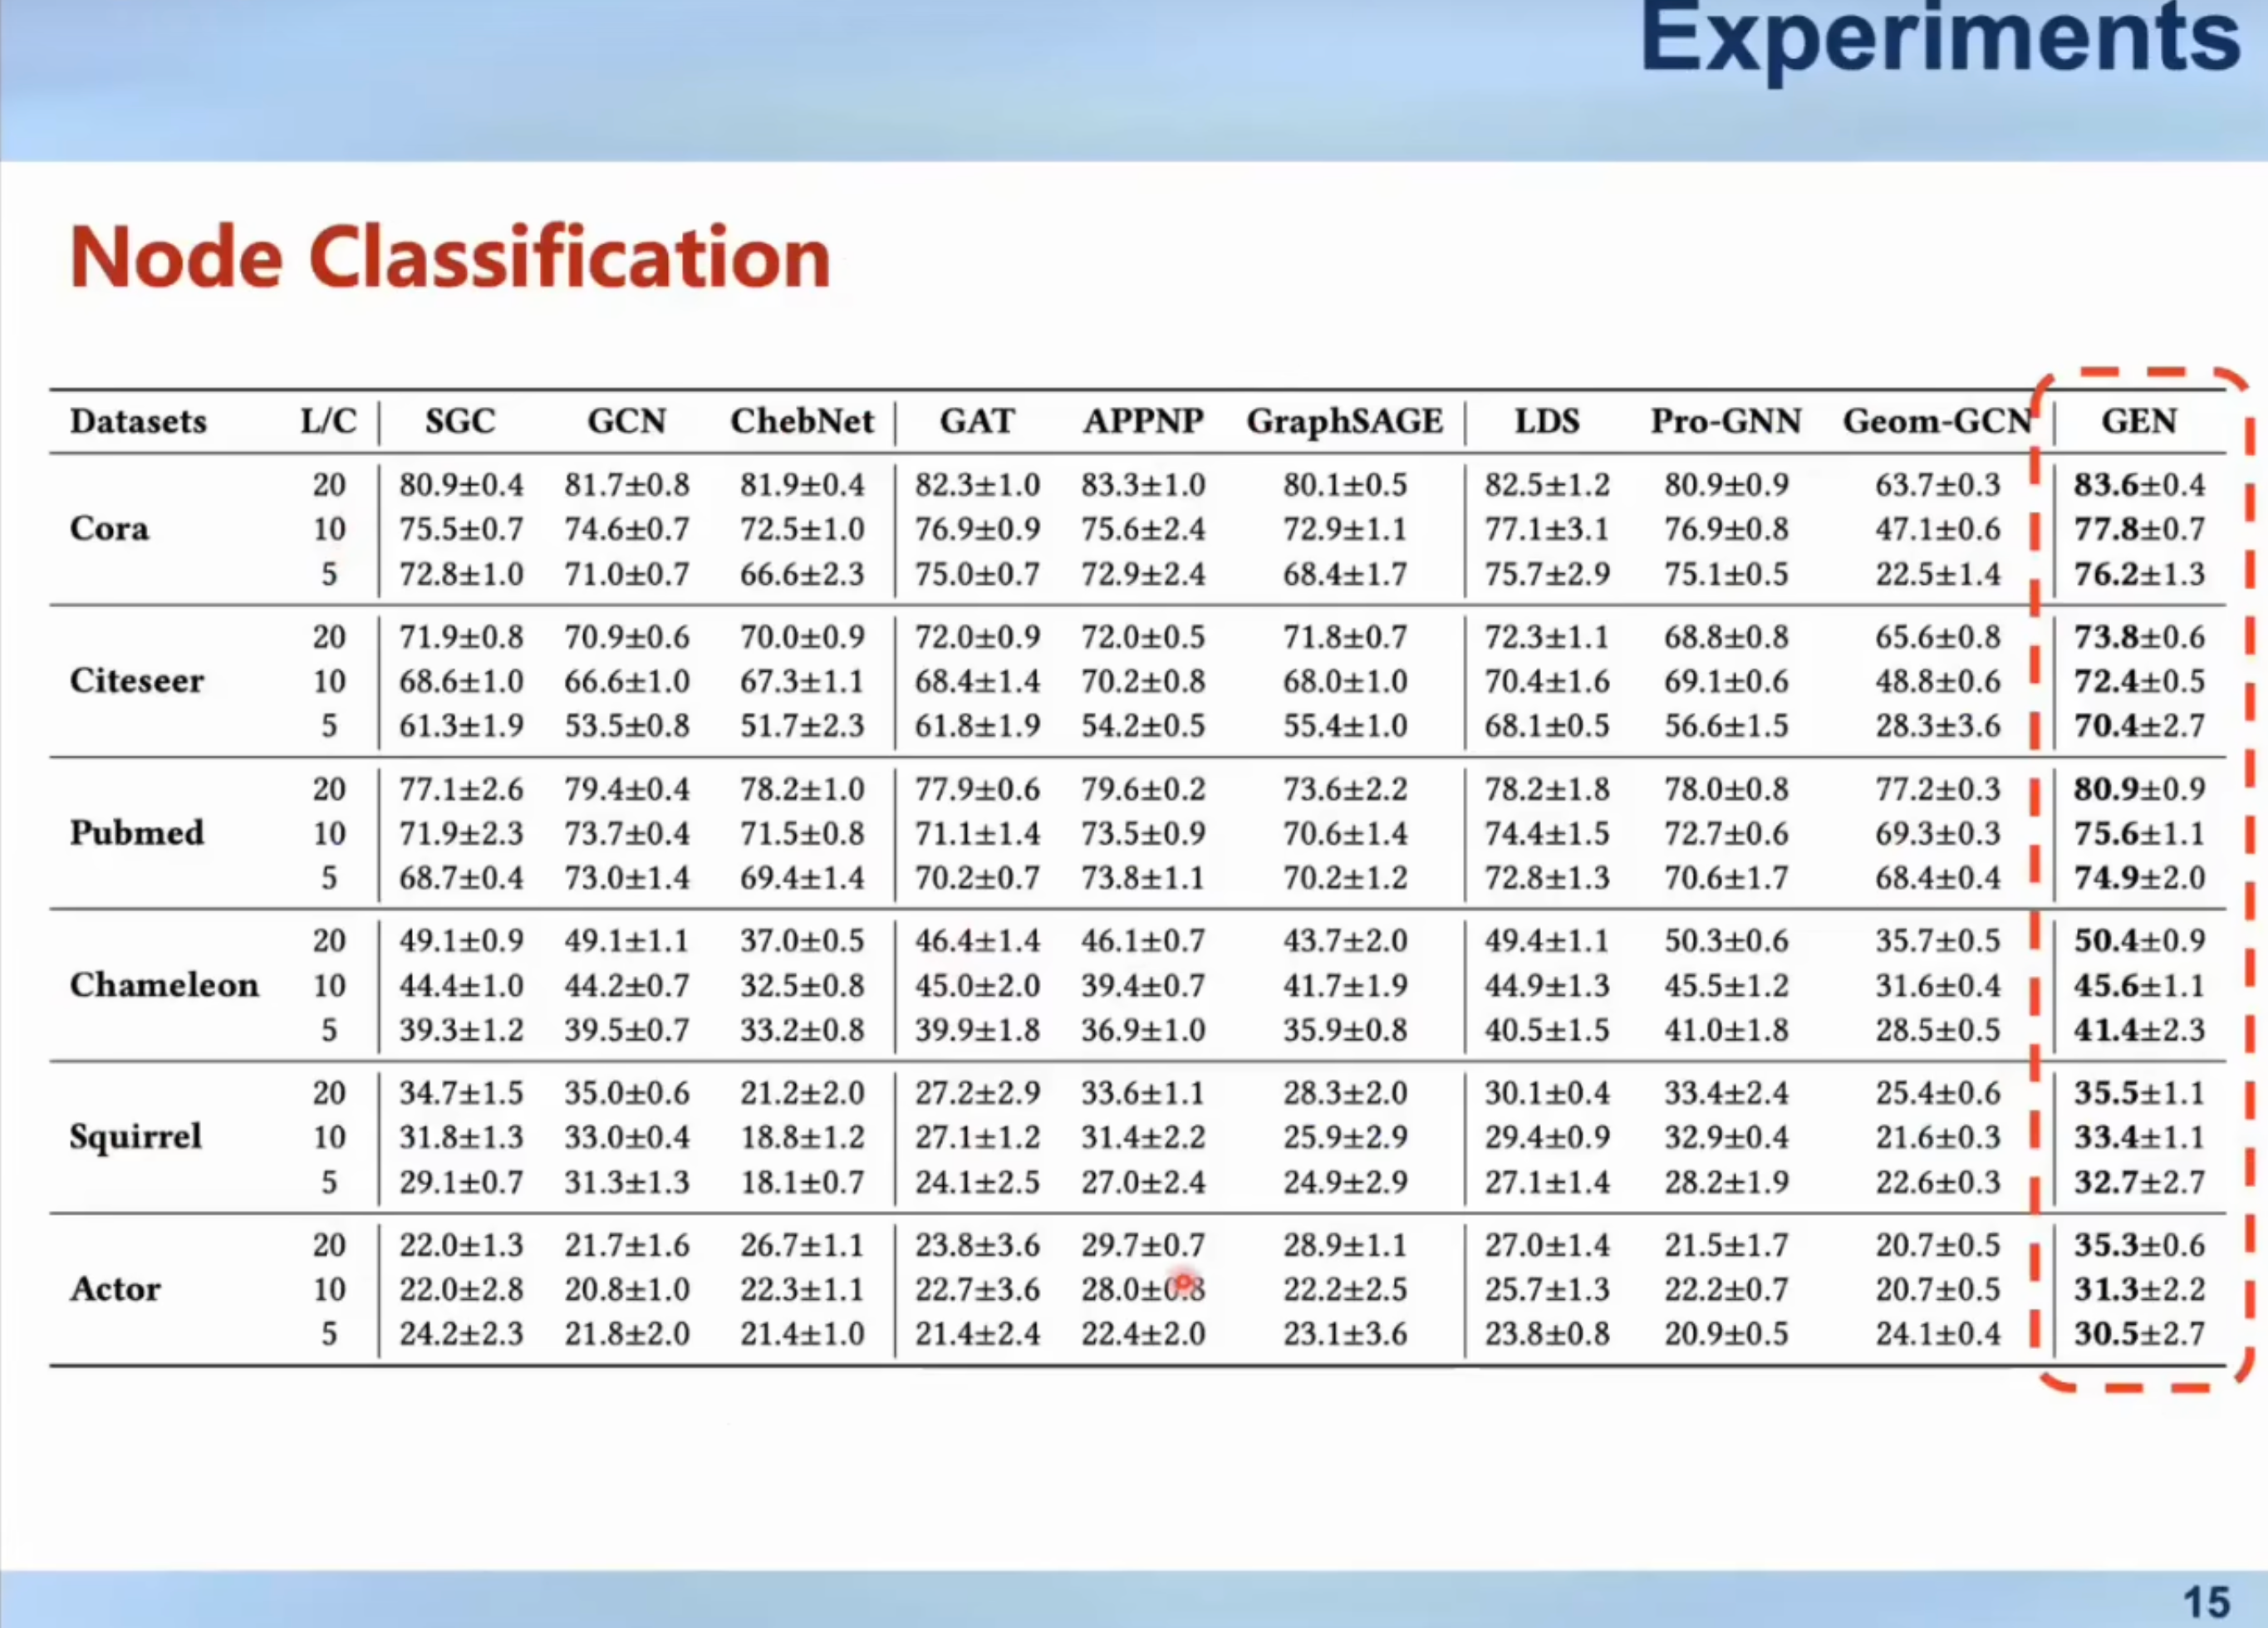 Experiments
Node Classification
Datasets L/C SGC GCN ChebNet GAT APPNP GraphSAGE LDS Pro-GNN Geom-GCN GEN
20 80.9±0.4 81.7±0.8 81.9±0.4 82.3±1.0 83.3±1.0 80.1±0.5 82.5±1.2 80.9±0.9 63.7±0.3 83.6±0.4
Cora 10 75.5±0.7 74.6±0.7 72.5±1.0 76.9±0.9 75.6±2.4 72.9±1.1 77.1±3.1 76.9±0.8 47.1±0.6 77.8±0.7
5 72.8±1.0 71.0±0.7 66.6±2.3 75.0±0.7 72.9±2.4 68.4±1.7 75.7±2.9 75.1±0.5 22.5±1.4 76.2±1.3
20 71.9±0.8 70.9±0.6 70.0±0.9 72.0±0.9 72.0±0.5 71.8±0.7 72.3±1.1 68.8±0.8 65.6±0.8 73.8±0.6
Citeseer 10 68.6±1.0 66.6±1.0 67.3±1.1 68.4±1.4 70.2±0.8 68.0±1.0 70.4±1.6 69.1±0.6 48.8±0.6 72.4±0.5
5 61.3±1.9 53.5±0.8 51.7±2.3 61.8±1.9 54.2±0.5 55.4±1.0 68.1±0.5 56.6±1.5 28.3±3.6 70.4±2.7
20 77.1±2.6 79.4±0.4 78.2±1.0 77.9±0.6 79.6±0.2 73.6±2.2 78.2±1.8 78.0±0.8 77.2±0.3 80.9±0.9
Pubmed 10 71.9±2.3 73.7±0.4 71.5±0.8 71.1±1.4 73.5±0.9 70.6±1.4 74.4±1.5 72.7±0.6 69.3±0.3 75.6±1.1
5 68.7±0.4 73.0±1.4 69.4±1.4 70.2±0.7 73.8±1.1 70.2±1.2 72.8±1.3 70.6±1.7 68.4±0.4 74.9±2.0
20 49.1±0.9 49.1±1.1 37.0±0.5 46.4±1.4 46.1±0.7 43.7±2.0 49.4±1.1 50.3±0.6 35.7±0.5 50.4±0.9
Chameleon 10 44.4±1.0 44.2±0.7 32.5±0.8 45.0±2.0 39.4±0.7 41.7±1.9 44.9±1.3 45.5±1.2 31.6±0.4 45.6±1.1
5 39.3±1.2 39.5±0.7 33.2±0.8 39.9±1.8 36.9±1.0 35.9±0.8 40.5±1.5 41.0±1.8 28.5±0.5 41.4±2.3
20 34.7±1.5 35.0±0.6 21.2±2.0 27.2±2.9 33.6±1.1 28.3±2.0 30.1±0.4 33.4±2.4 25.4±0.6 35.5±1.1
Squirrel 10 31.8±1.3 33.0±0.4 18.8±1.2 27.1±1.2 31.4±2.2 25.9±2.9 29.4±0.9 32.9±0.4 21.6±0.3 33.4±1.1
5 29.1±0.7 31.3±1.3 18.1±0.7 24.1±2.5 27.0±2.4 24.9±2.9 27.1±1.4 28.2±1.9 22.6±0.3 32.7±2.7
20 22.0±1.3 21.7±1.6 26.7±1.1 23.8±3.6 29.7±0.7 28.9±1.1 27.0±1.4 21.5±1.7 20.7±0.5 35.3±0.6
Actor 10 22.0±2.8 20.8±1.0 22.3±1.1 22.7±3.6 28.0±0.8 22.2±2.5 25.7±1.3 22.2±0.7 20.7±0.5 31.3±2.2
5 24.2±2.3 21.8±2.0 21.4±1.0 21.4±2.4 22.4±2.0 23.1±3.6 23.8±0.8 20.9±0.5 24.1±0.4 30.5±2.7
15